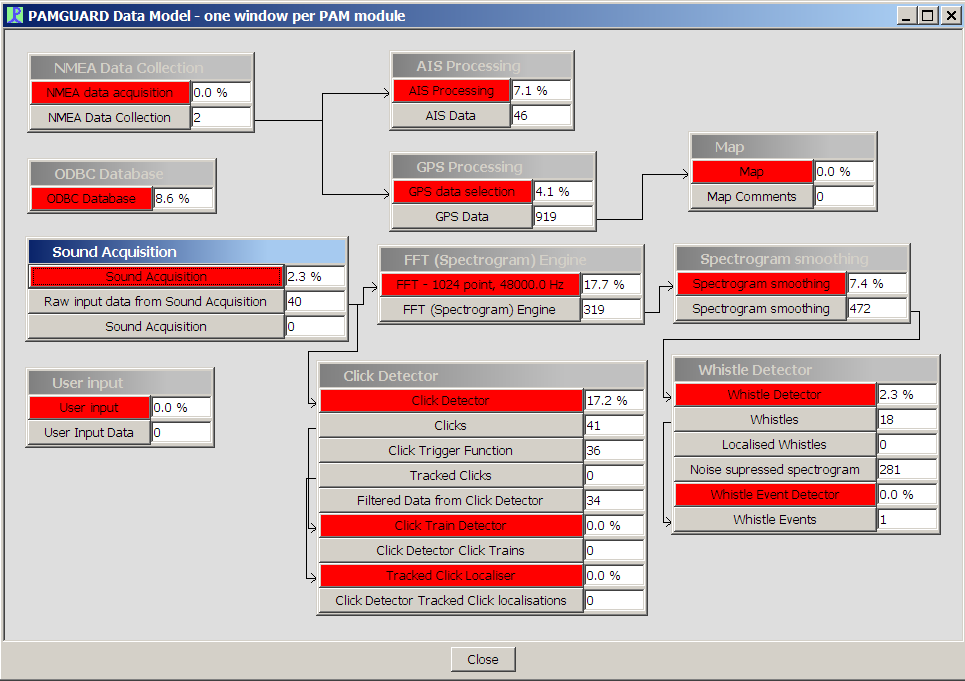 PAMGUARD Data Model - one window per PAM module
NMEA Data Collection
NMEA data acquisition 0.0 %
NMEA Data Collection 2
AIS Processing
AIS Processing 7.1 %
AIS Data 46
ODBC Database
ODBC Database 8.6 %
GPS Processing
GPS data selection 4.1 %
GPS Data 919
Map
Map 0.0 %
Map Comments 0
Sound Acquisition
Sound Acquisition 2.3 %
Raw input data from Sound Acquisition 40
Sound Acquisition 0
FFT (Spectrogram) Engine
FFT - 1024 point, 48000.0 Hz 17.7 %
FFT (Spectrogram) Engine 319
Spectrogram smoothing
Spectrogram smoothing 7.4 %
Spectrogram smoothing 472
User input
User input 0.0 %
User Input Data 0
Click Detector
Click Detector 17.2 %
Clicks 41
Click Trigger Function 36
Tracked Clicks 0
Filtered Data from Click Detector 34
Click Train Detector 0.0 %
Click Detector Click Trains 0
Tracked Click Localiser 0.0 %
Click Detector Tracked Click localisations 0
Whistle Detector
Whistle Detector 2.3 %
Whistles 18
Localised Whistles 0
Noise supressed spectrogram 281
Whistle Event Detector 0.0 %
Whistle Events 1
Close